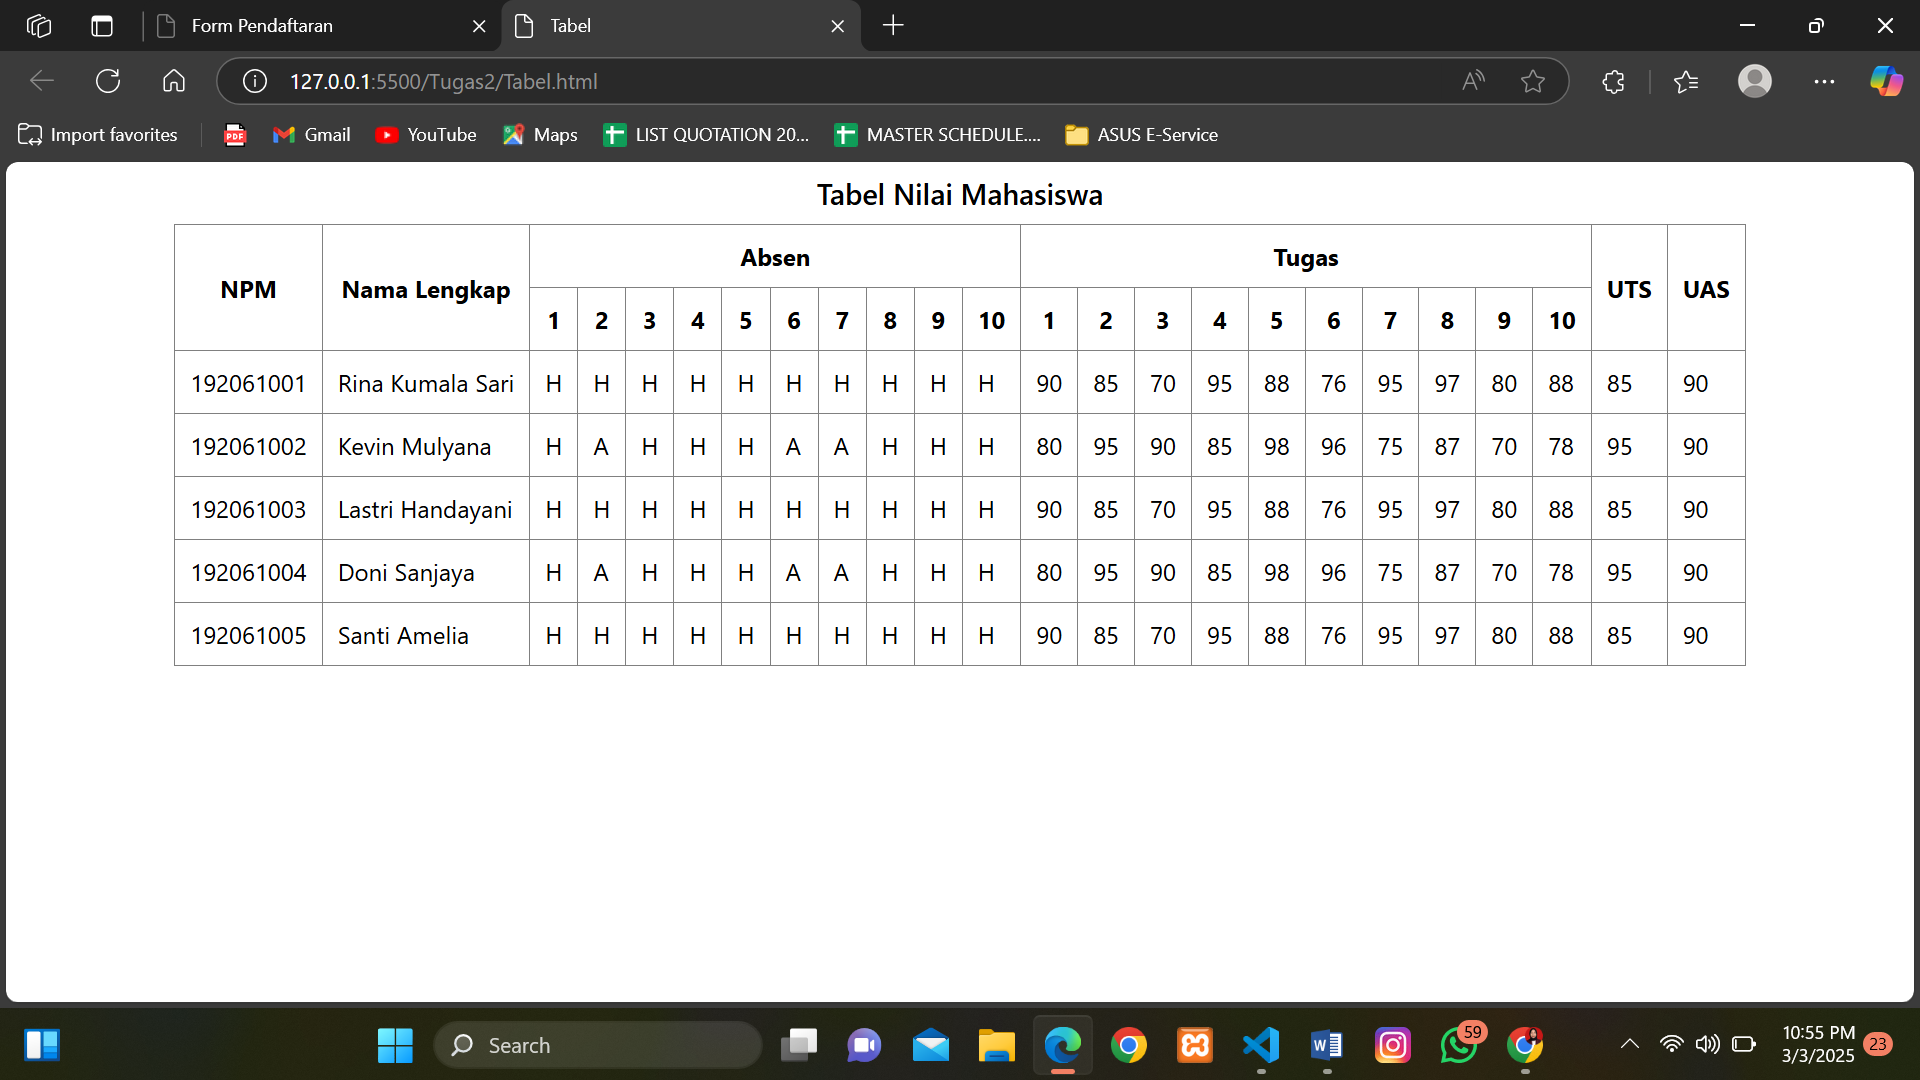 Form Pendaftaran
Tabel
127.0.0.1:5500/Tugas2/Tabel.html
Import favorites
PDF
Gmail
YouTube
Maps
LIST QUOTATION 20...
MASTER SCHEDULE....
ASUS E-Service
Tabel Nilai Mahasiswa
NPM Nama Lengkap Absen Tugas UTS UAS
1 2 3 4 5 6 7 8 9 10 1 2 3 4 5 6 7 8 9 10
192061001 Rina Kumala Sari H H H H H H H H H H 90 85 70 95 88 76 95 97 80 88 85 90
192061002 Kevin Mulyana H A H H H A A H H H 80 95 90 85 98 96 75 87 70 78 95 90
192061003 Lastri Handayani H H H H H H H H H H 90 85 70 95 88 76 95 97 80 88 85 90
192061004 Doni Sanjaya H A H H H A A H H H 80 95 90 85 98 96 75 87 70 78 95 90
192061005 Santi Amelia H H H H H H H H H H 90 85 70 95 88 76 95 97 80 88 85 90
Search
59
10:55 PM
3/3/2025
23